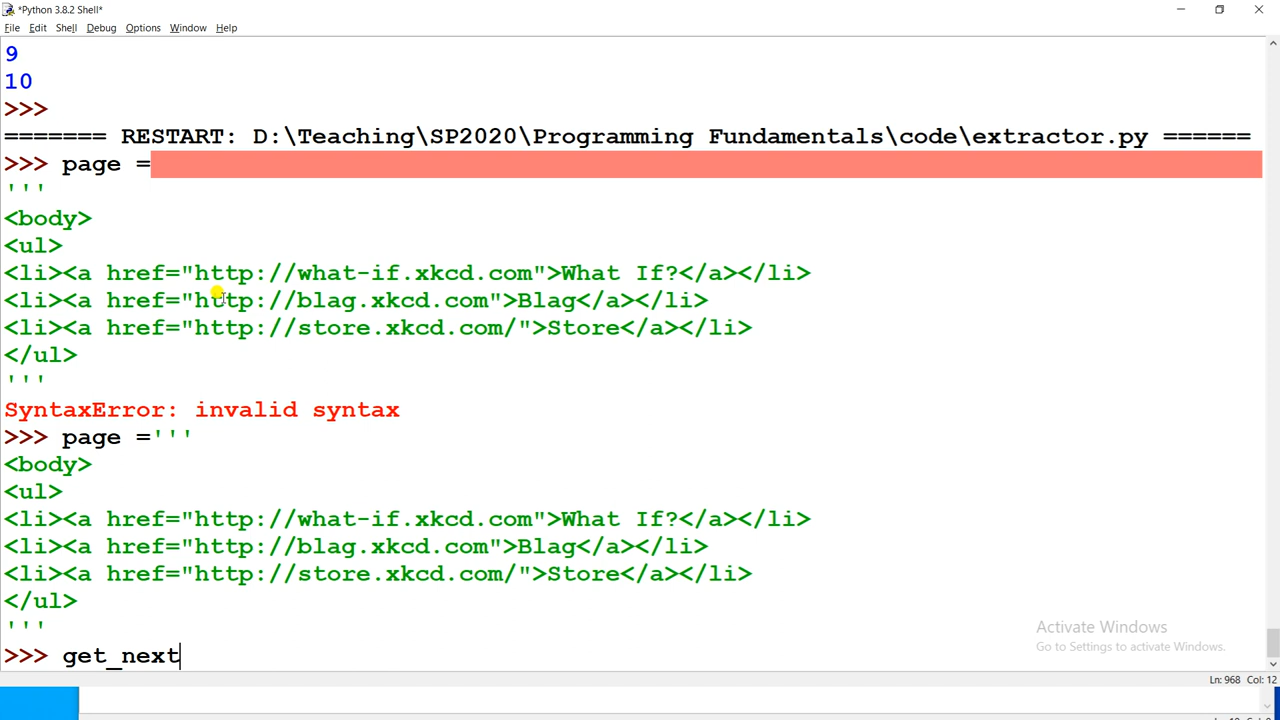 *Python 3.8.2 Shell*
File Edit Shell Debug Options Window Help
9
10
>>>
======= RESTART: D:\Teaching\SP2020\Programming Fundamentals\code\extractor.py ======
>>> page =
'''
<body>
<ul>
<li><a href="http://what-if.xkcd.com">What If?</a></li>
<li><a href="http://blag.xkcd.com">Blag</a></li>
<li><a href="http://store.xkcd.com/">Store</a></li>
</ul>
'''
SyntaxError: invalid syntax
>>> page ='''
<body>
<ul>
<li><a href="http://what-if.xkcd.com">What If?</a></li>
<li><a href="http://blag.xkcd.com">Blag</a></li>
<li><a href="http://store.xkcd.com/">Store</a></li>
</ul>
'''
>>> get_next
Activate Windows
Go to Settings to activate Windows.
Ln: 968 Col: 12